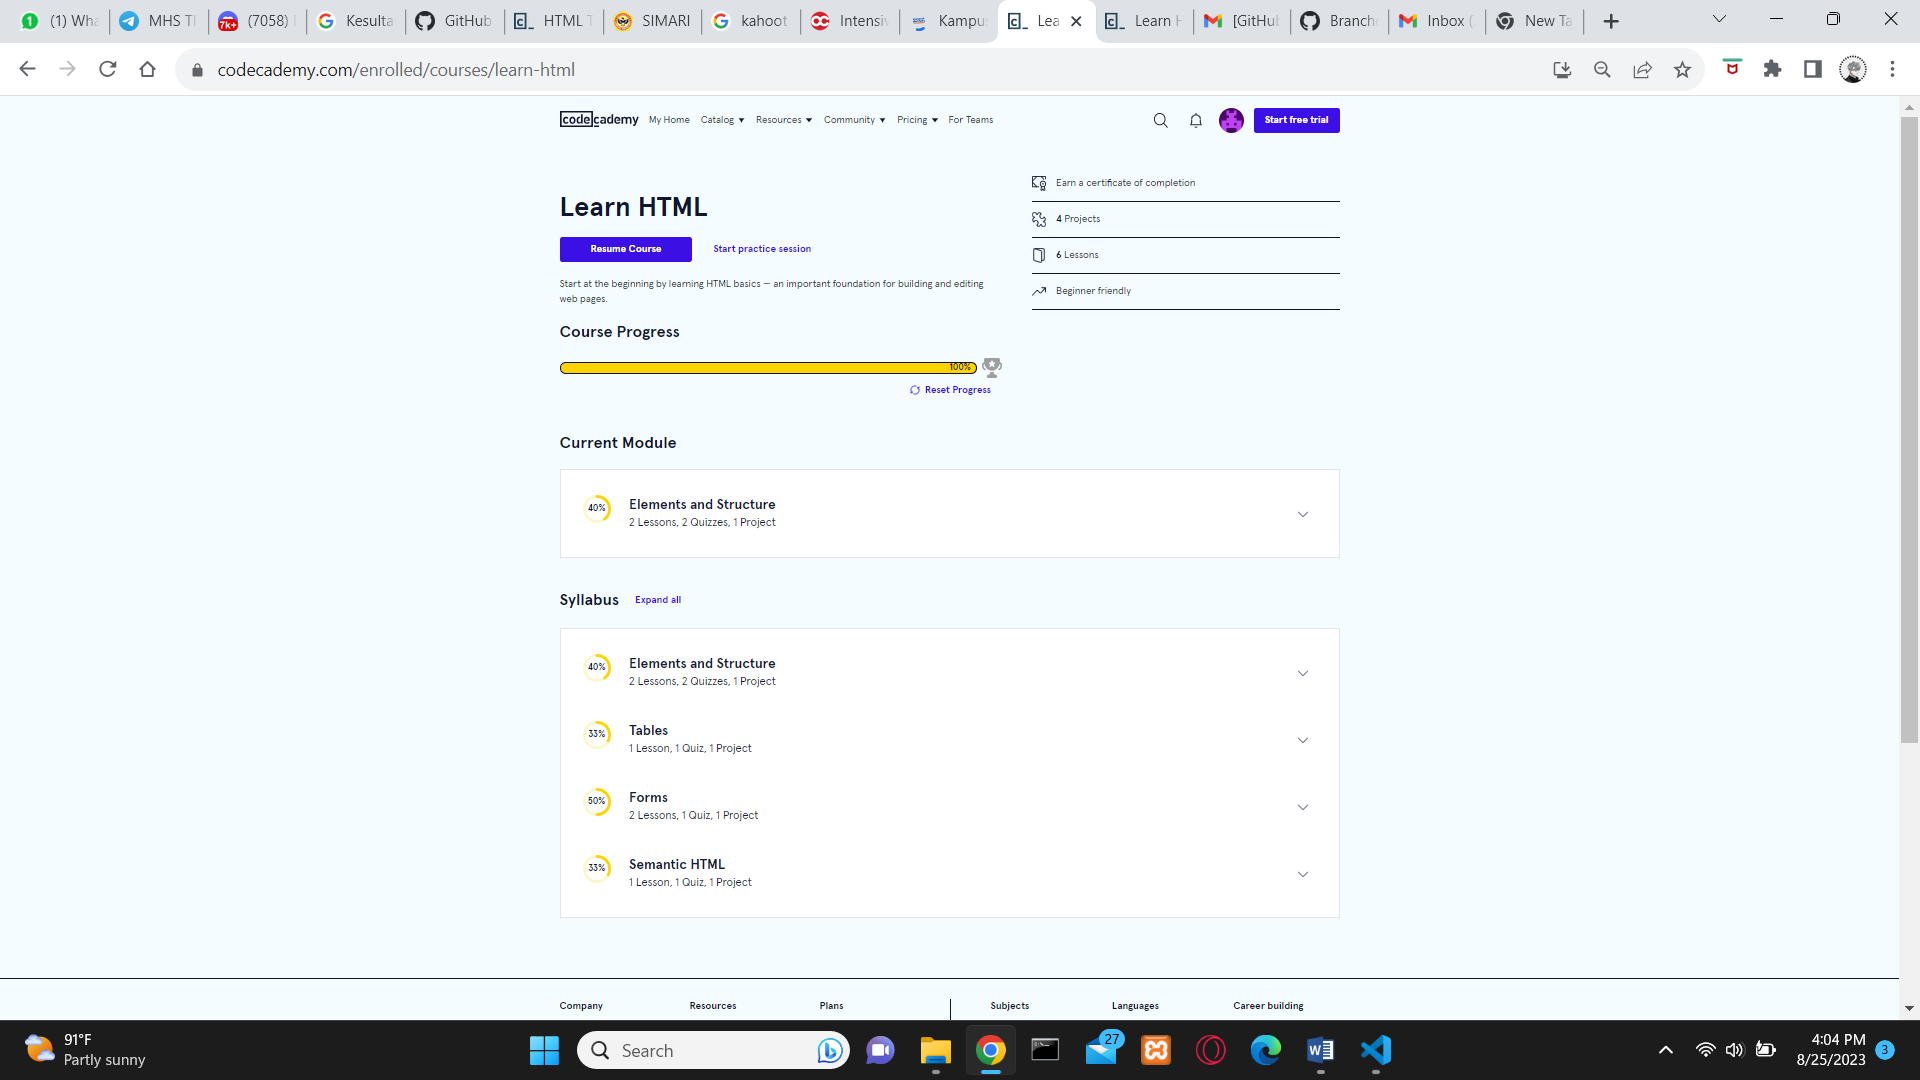 (1) Wha
MHS TI
7K+
(7058)
Kesulta
GitHub
HTML T
SIMARI
kahoot
Intensiv
Kampu
Lea
Learn H
[GitHub
Branche
Inbox (
New Ta
codecademy.com/enrolled/courses/learn-html
codecademy My Home Catalog Resources Community Pricing For Teams Start free trial
Learn HTML
Resume Course Start practice session
Start at the beginning by learning HTML basics — an important foundation for building and editing
web pages.
Earn a certificate of completion
4 Projects
6 Lessons
Beginner friendly
Course Progress
100%
Reset Progress
Current Module
40% Elements and Structure
2 Lessons, 2 Quizzes, 1 Project
Syllabus Expand all
40% Elements and Structure
2 Lessons, 2 Quizzes, 1 Project
33% Tables
1 Lesson, 1 Quiz, 1 Project
50% Forms
2 Lessons, 1 Quiz, 1 Project
33% Semantic HTML
1 Lesson, 1 Quiz, 1 Project
Company Resources Plans Subjects Languages Career building
91°F
Partly sunny
Search
27
4:04 PM
8/25/2023
3